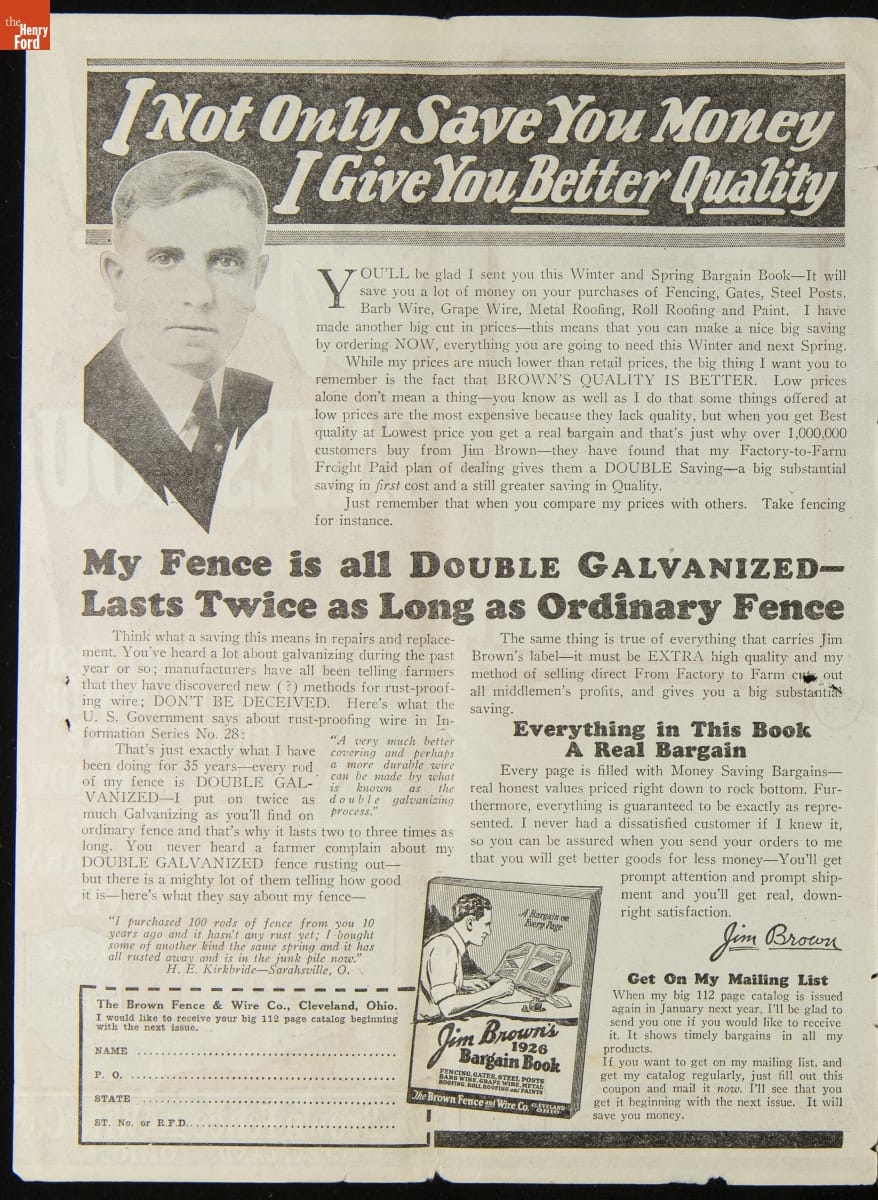 the
Henry
Ford
I Not Only Save You Money
I Give You Better Quality
YOU'LL be glad I sent you this Winter and Spring Bargain Book—It will
save you a lot of money on your purchases of Fencing, Gates, Steel Posts,
Barb Wire, Grape Wire, Metal Roofing, Roll Roofing and Paint. I have
made another big cut in prices—this means that you can make a nice big saving
by ordering NOW, everything you are going to need this Winter and next Spring.
While my prices are much lower than retail prices, the big thing I want you to
remember is the fact that BROWN'S QUALITY IS BETTER. Low prices
alone don't mean a thing—you know as well as I do that some things offered at
low prices are the most expensive because they lack quality, but when you get Best
quality at Lowest price you get a real bargain and that's just why over 1,000,000
customers buy from Jim Brown—they have found that my Factory-to-Farm
Freight Paid plan of dealing gives them a DOUBLE Saving—a big substantial
saving in first cost and a still greater saving in Quality.
Just remember that when you compare my prices with others. Take fencing
for instance.
My Fence is all DOUBLE GALVANIZED—
Lasts Twice as Long as Ordinary Fence
Think what a saving this means in repairs and replace-
ment. You've heard a lot about galvanizing during the past
year or so; manufacturers have all been telling farmers
that they have discovered new (?) methods for rust-proof-
ing wire; DON'T BE DECEIVED. Here's what the
U. S. Government says about rust-proofing wire in In-
formation Series No. 28:
"A very much better
covering and perhaps
a more durable wire
can be made by what
is known as the
double galvanizing
process."
That's just exactly what I have
been doing for 35 years—every rod
of my fence is DOUBLE GAL-
VANIZED—I put on twice as
much Galvanizing as you'll find on
ordinary fence and that's why it lasts two to three times as
long. You never heard a farmer complain about my
DOUBLE GALVANIZED fence rusting out—
but there is a mighty lot of them telling how good
it is—here's what they say about my fence—
"I purchased 100 rods of fence from you 10
years ago and it hasn't any rust yet; I bought
some of another kind the same spring and it has
all rusted away and is in the junk pile now."
H. E. Kirkbride—Sarahsville, O.
The Brown Fence & Wire Co., Cleveland, Ohio.
I would like to receive your big 112 page catalog beginning
with the next issue.
NAME
P. O.
STATE
ST. No. or R.F.D.
The same thing is true of everything that carries Jim
Brown's label—it must be EXTRA high quality and my
method of selling direct From Factory to Farm cuts out
all middlemen's profits, and gives you a big substantial
saving.
Everything in This Book
A Real Bargain
Every page is filled with Money Saving Bargains—
real honest values priced right down to rock bottom. Fur-
thermore, everything is guaranteed to be exactly as repre-
sented. I never had a dissatisfied customer if I knew it,
so you can be assured when you send your orders to me
that you will get better goods for less money—You'll get
prompt attention and prompt ship-
ment and you'll get real, down-
right satisfaction.
Jim Brown
A Bargain on
Every Page
Jim Brown's
1926
Bargain Book
FENCING, GATES, STEEL POSTS
BARB WIRE, GRAPE WIRE, METAL
ROOFING, ROLL ROOFING AND PAINTS
The Brown Fence and Wire Co. CLEVELAND OHIO
Get On My Mailing List
When my big 112 page catalog is issued
again in January next year, I'll be glad to
send you one if you would like to receive
it. It shows timely bargains in all my
products.
If you want to get on my mailing list, and
get my catalog regularly, just fill out this
coupon and mail it now. I'll see that you
get it beginning with the next issue. It will
save you money.